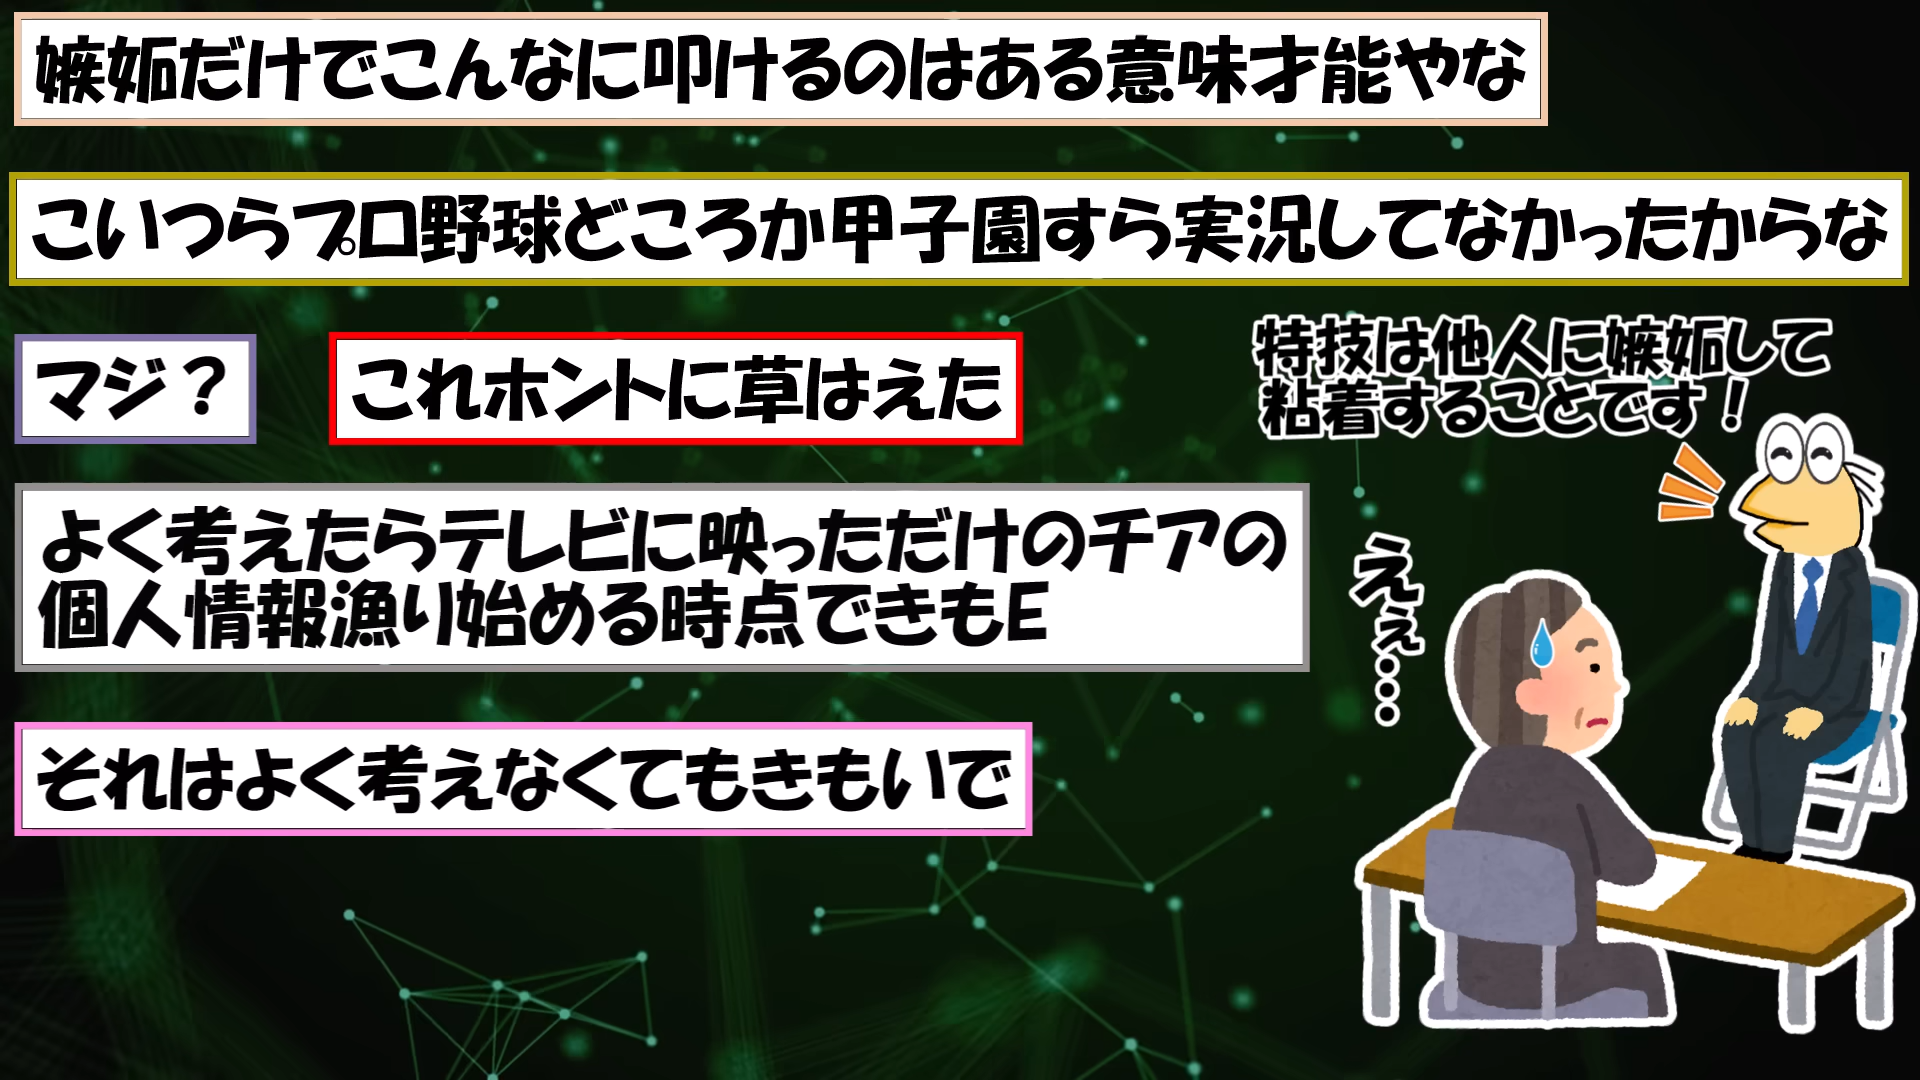 嫉妬だけでこんなに叩けるのはある意味才能やな
こいつらプロ野球どころか甲子園すら実況してなかったからな
マジ？
これホントに草はえた
特技は他人に嫉妬して
粘着することです！
よく考えたらテレビに映っただけのチアの
個人情報漁り始める時点できもE
えぇ…
それはよく考えなくてもきもいで